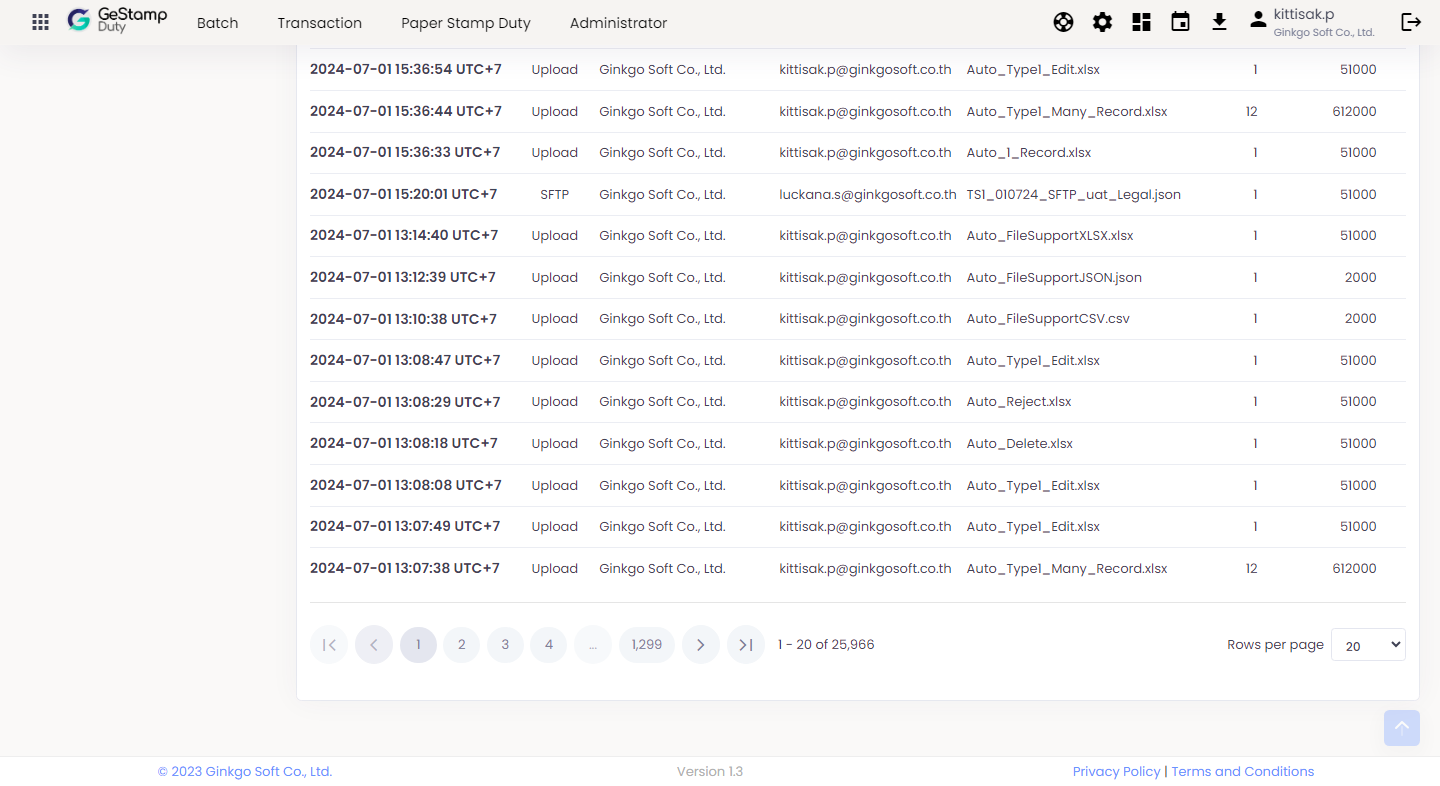 GeStamp
Duty
Batch Transaction Paper Stamp Duty Administrator
kittisak.p
Ginkgo Soft Co., Ltd.
2024-07-01 15:36:54 UTC+7 Upload Ginkgo Soft Co., Ltd. kittisak.p@ginkgosoft.co.th Auto_Type1_Edit.xlsx 1 51000
2024-07-01 15:36:44 UTC+7 Upload Ginkgo Soft Co., Ltd. kittisak.p@ginkgosoft.co.th Auto_Type1_Many_Record.xlsx 12 612000
2024-07-01 15:36:33 UTC+7 Upload Ginkgo Soft Co., Ltd. kittisak.p@ginkgosoft.co.th Auto_1_Record.xlsx 1 51000
2024-07-01 15:20:01 UTC+7 SFTP Ginkgo Soft Co., Ltd. luckana.s@ginkgosoft.co.th TS1_010724_SFTP_uat_Legal.json 1 51000
2024-07-01 13:14:40 UTC+7 Upload Ginkgo Soft Co., Ltd. kittisak.p@ginkgosoft.co.th Auto_FileSupportXLSX.xlsx 1 51000
2024-07-01 13:12:39 UTC+7 Upload Ginkgo Soft Co., Ltd. kittisak.p@ginkgosoft.co.th Auto_FileSupportJSON.json 1 2000
2024-07-01 13:10:38 UTC+7 Upload Ginkgo Soft Co., Ltd. kittisak.p@ginkgosoft.co.th Auto_FileSupportCSV.csv 1 2000
2024-07-01 13:08:47 UTC+7 Upload Ginkgo Soft Co., Ltd. kittisak.p@ginkgosoft.co.th Auto_Type1_Edit.xlsx 1 51000
2024-07-01 13:08:29 UTC+7 Upload Ginkgo Soft Co., Ltd. kittisak.p@ginkgosoft.co.th Auto_Reject.xlsx 1 51000
2024-07-01 13:08:18 UTC+7 Upload Ginkgo Soft Co., Ltd. kittisak.p@ginkgosoft.co.th Auto_Delete.xlsx 1 51000
2024-07-01 13:08:08 UTC+7 Upload Ginkgo Soft Co., Ltd. kittisak.p@ginkgosoft.co.th Auto_Type1_Edit.xlsx 1 51000
2024-07-01 13:07:49 UTC+7 Upload Ginkgo Soft Co., Ltd. kittisak.p@ginkgosoft.co.th Auto_Type1_Edit.xlsx 1 51000
2024-07-01 13:07:38 UTC+7 Upload Ginkgo Soft Co., Ltd. kittisak.p@ginkgosoft.co.th Auto_Type1_Many_Record.xlsx 12 612000
1 2 3 4 ... 1,299 1 - 20 of 25,966 Rows per page 20
© 2023 Ginkgo Soft Co., Ltd. Version 1.3 Privacy Policy | Terms and Conditions